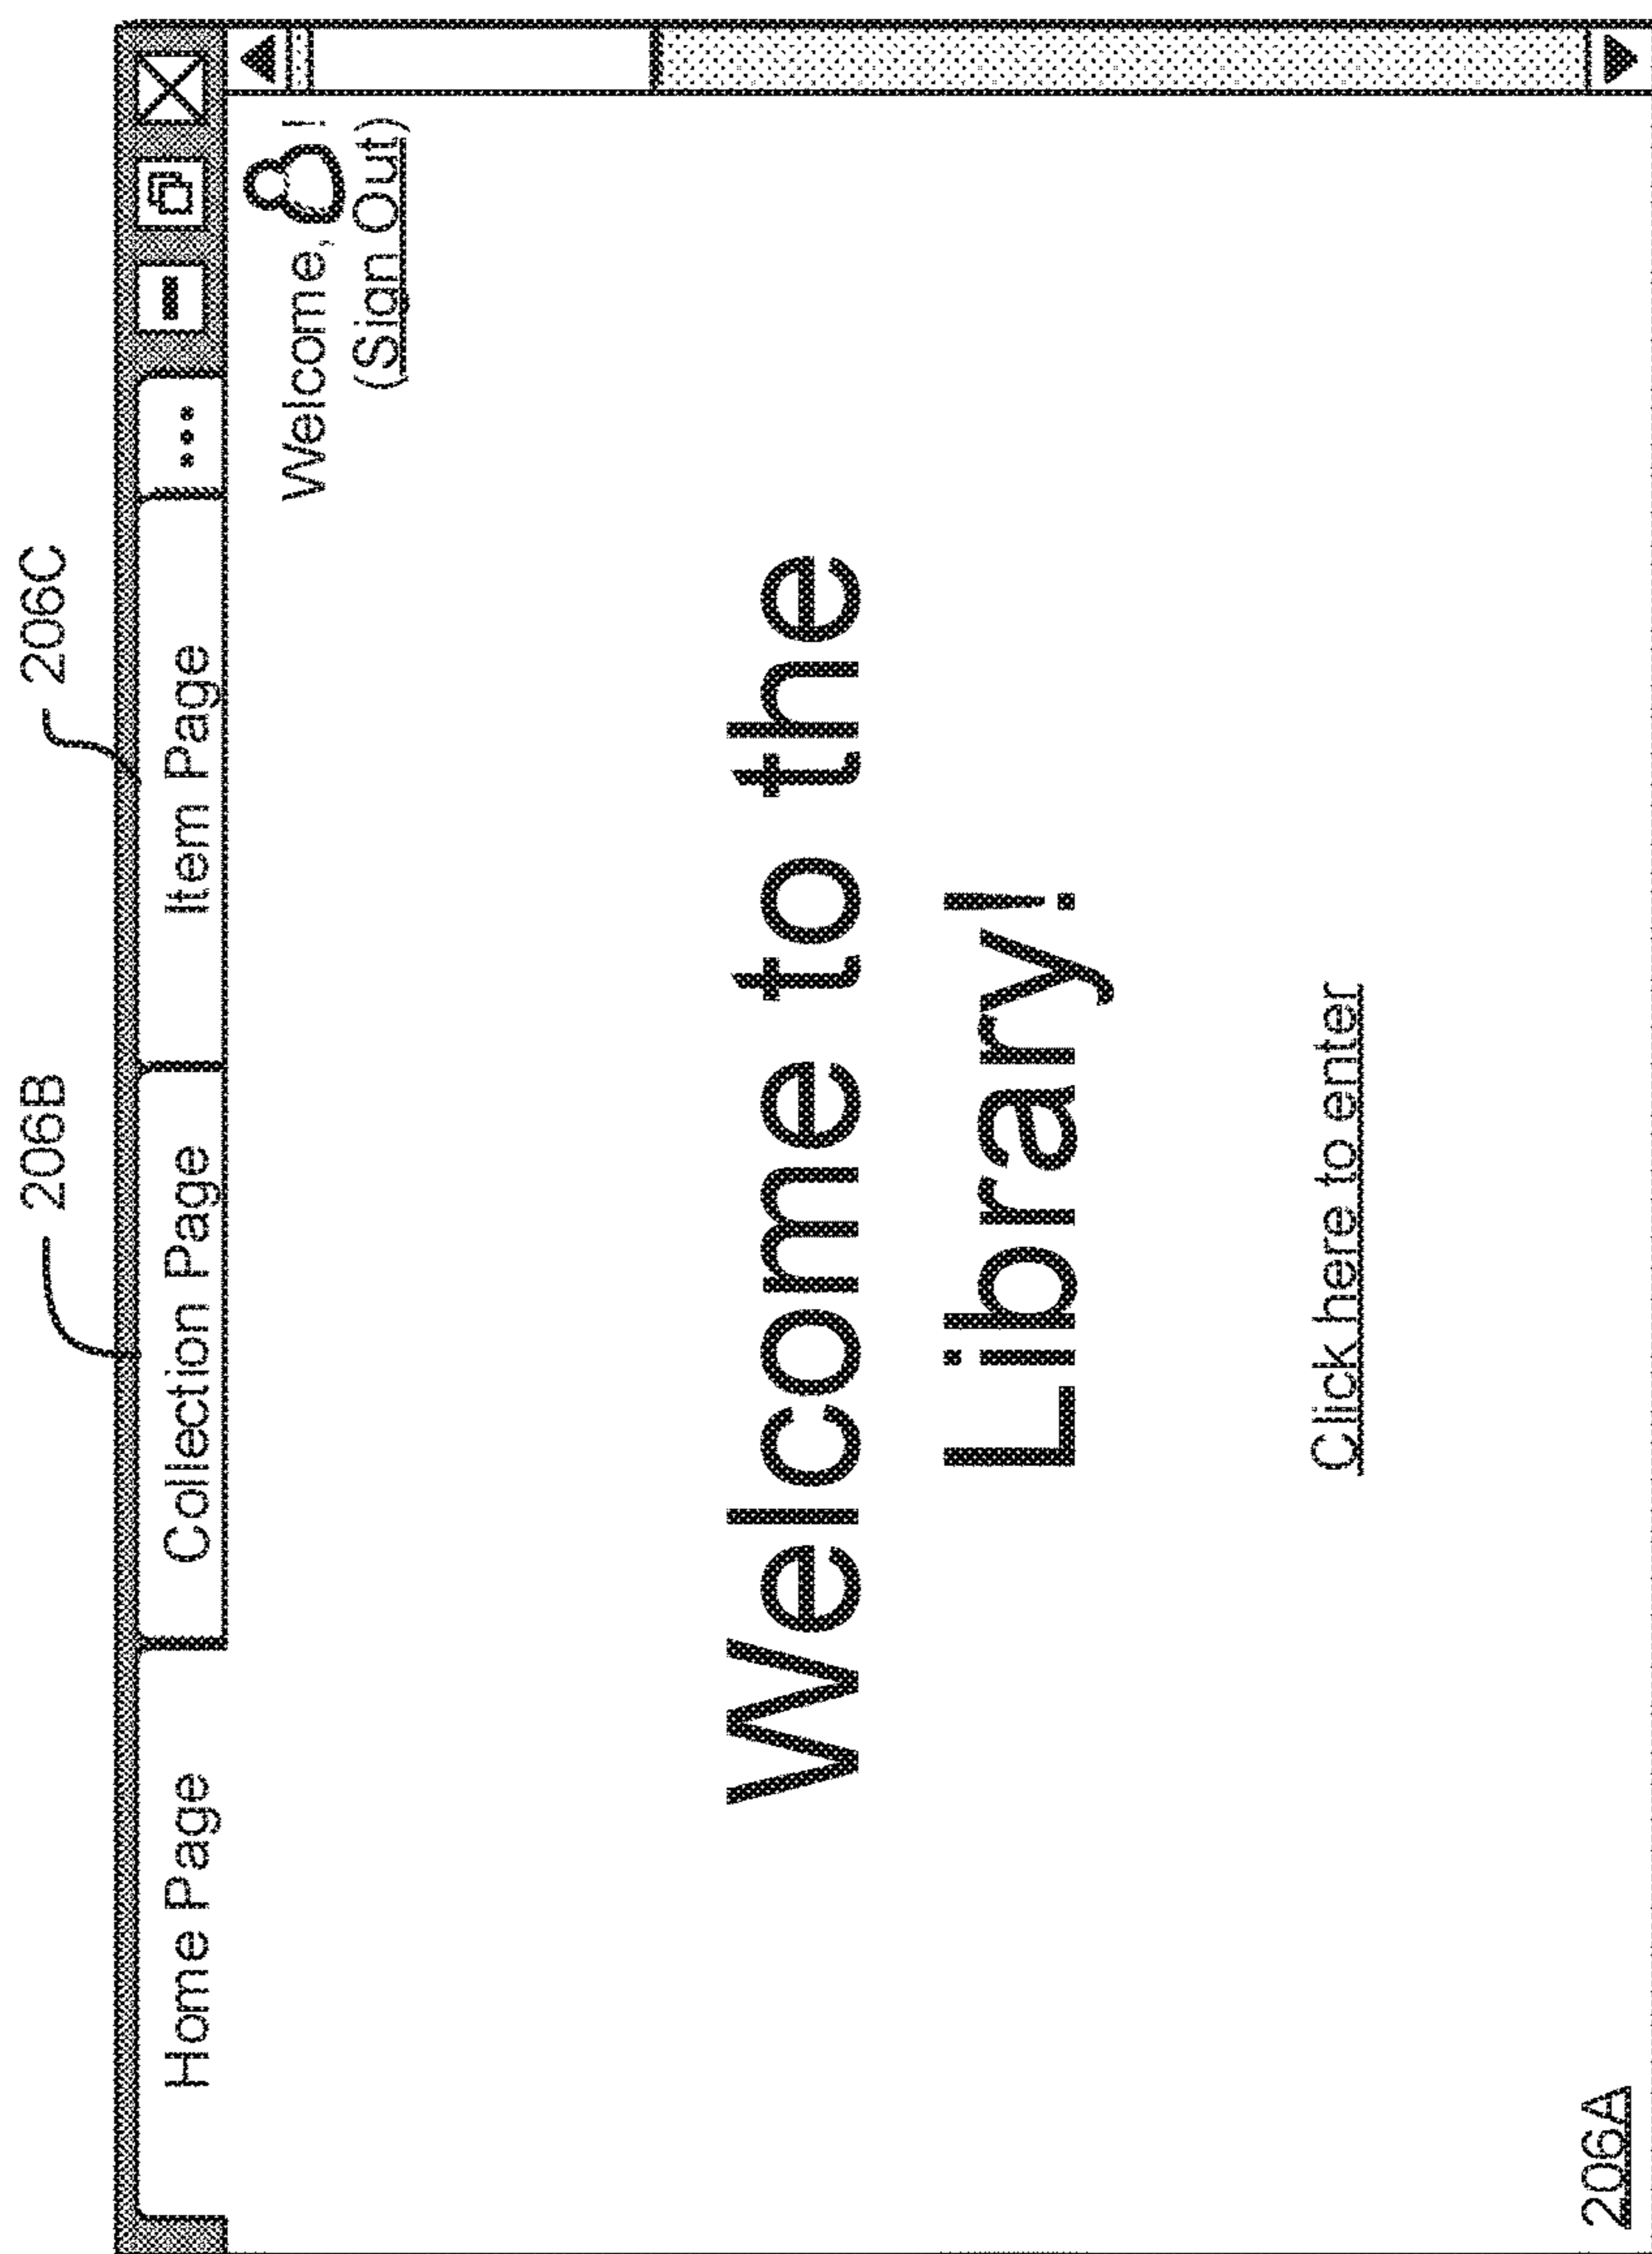 206B
206C
Home Page
Collection Page
Item Page
...
Welcome, !
(Sign Out)
Welcome to the
Library!
Click here to enter
206A